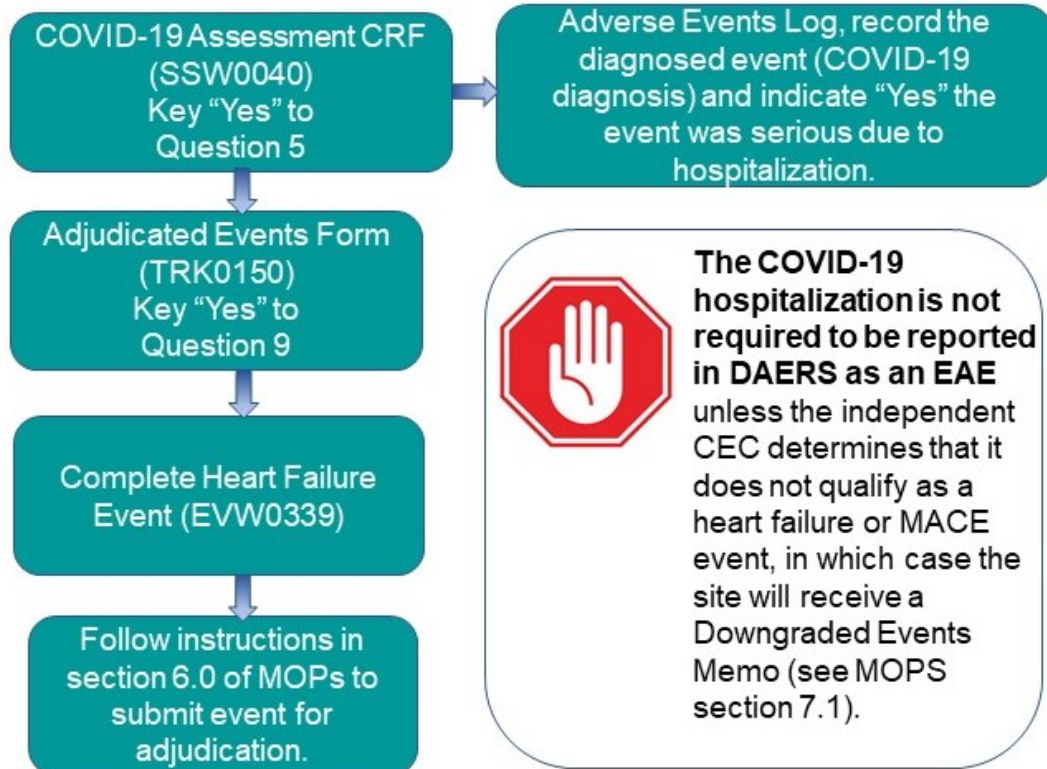 COVID-19 Assessment CRF
(SSW0040)
Key “Yes” to
Question 5
Adverse Events Log, record the
diagnosed event (COVID-19
diagnosis) and indicate “Yes” the
event was serious due to
hospitalization.
Adjudicated Events Form
(TRK0150)
Key “Yes” to
Question 9
Complete Heart Failure
Event (EVW0339)
Follow instructions in
section 6.0 of MOPs to
submit event for
adjudication.
The COVID-19
hospitalization is not
required to be reported
in DAERS as an EAE
unless the independent
CEC determines that it
does not qualify as a
heart failure or MACE
event, in which case the
site will receive a
Downgraded Events
Memo (see MOPS
section 7.1).